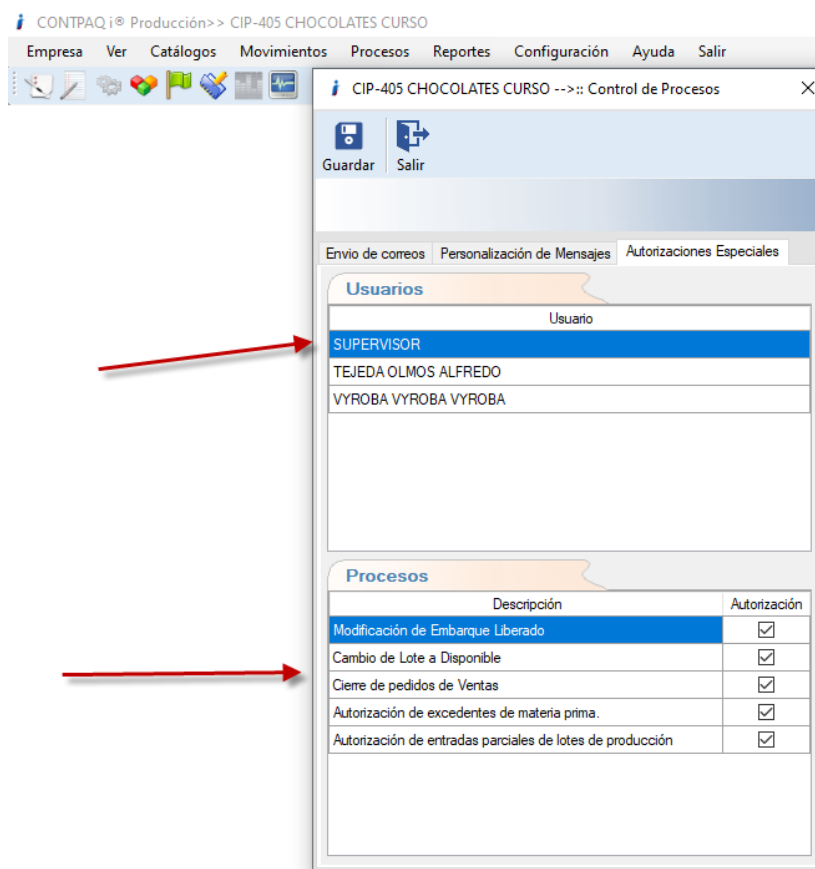 CONTPAQ i® Producción>> CIP-405 CHOCOLATES CURSO
Empresa Ver Catálogos Movimientos Procesos Reportes Configuración Ayuda Salir
CIP-405 CHOCOLATES CURSO -->:: Control de Procesos
Guardar Salir
Envio de correos Personalización de Mensajes Autorizaciones Especiales
Usuarios
Usuario
SUPERVISOR
TEJEDA OLMOS ALFREDO
VYROBA VYROBA VYROBA
Procesos
Descripción Autorización
Modificación de Embarque Liberado
Cambio de Lote a Disponible
Cierre de pedidos de Ventas
Autorización de excedentes de materia prima.
Autorización de entradas parciales de lotes de producción